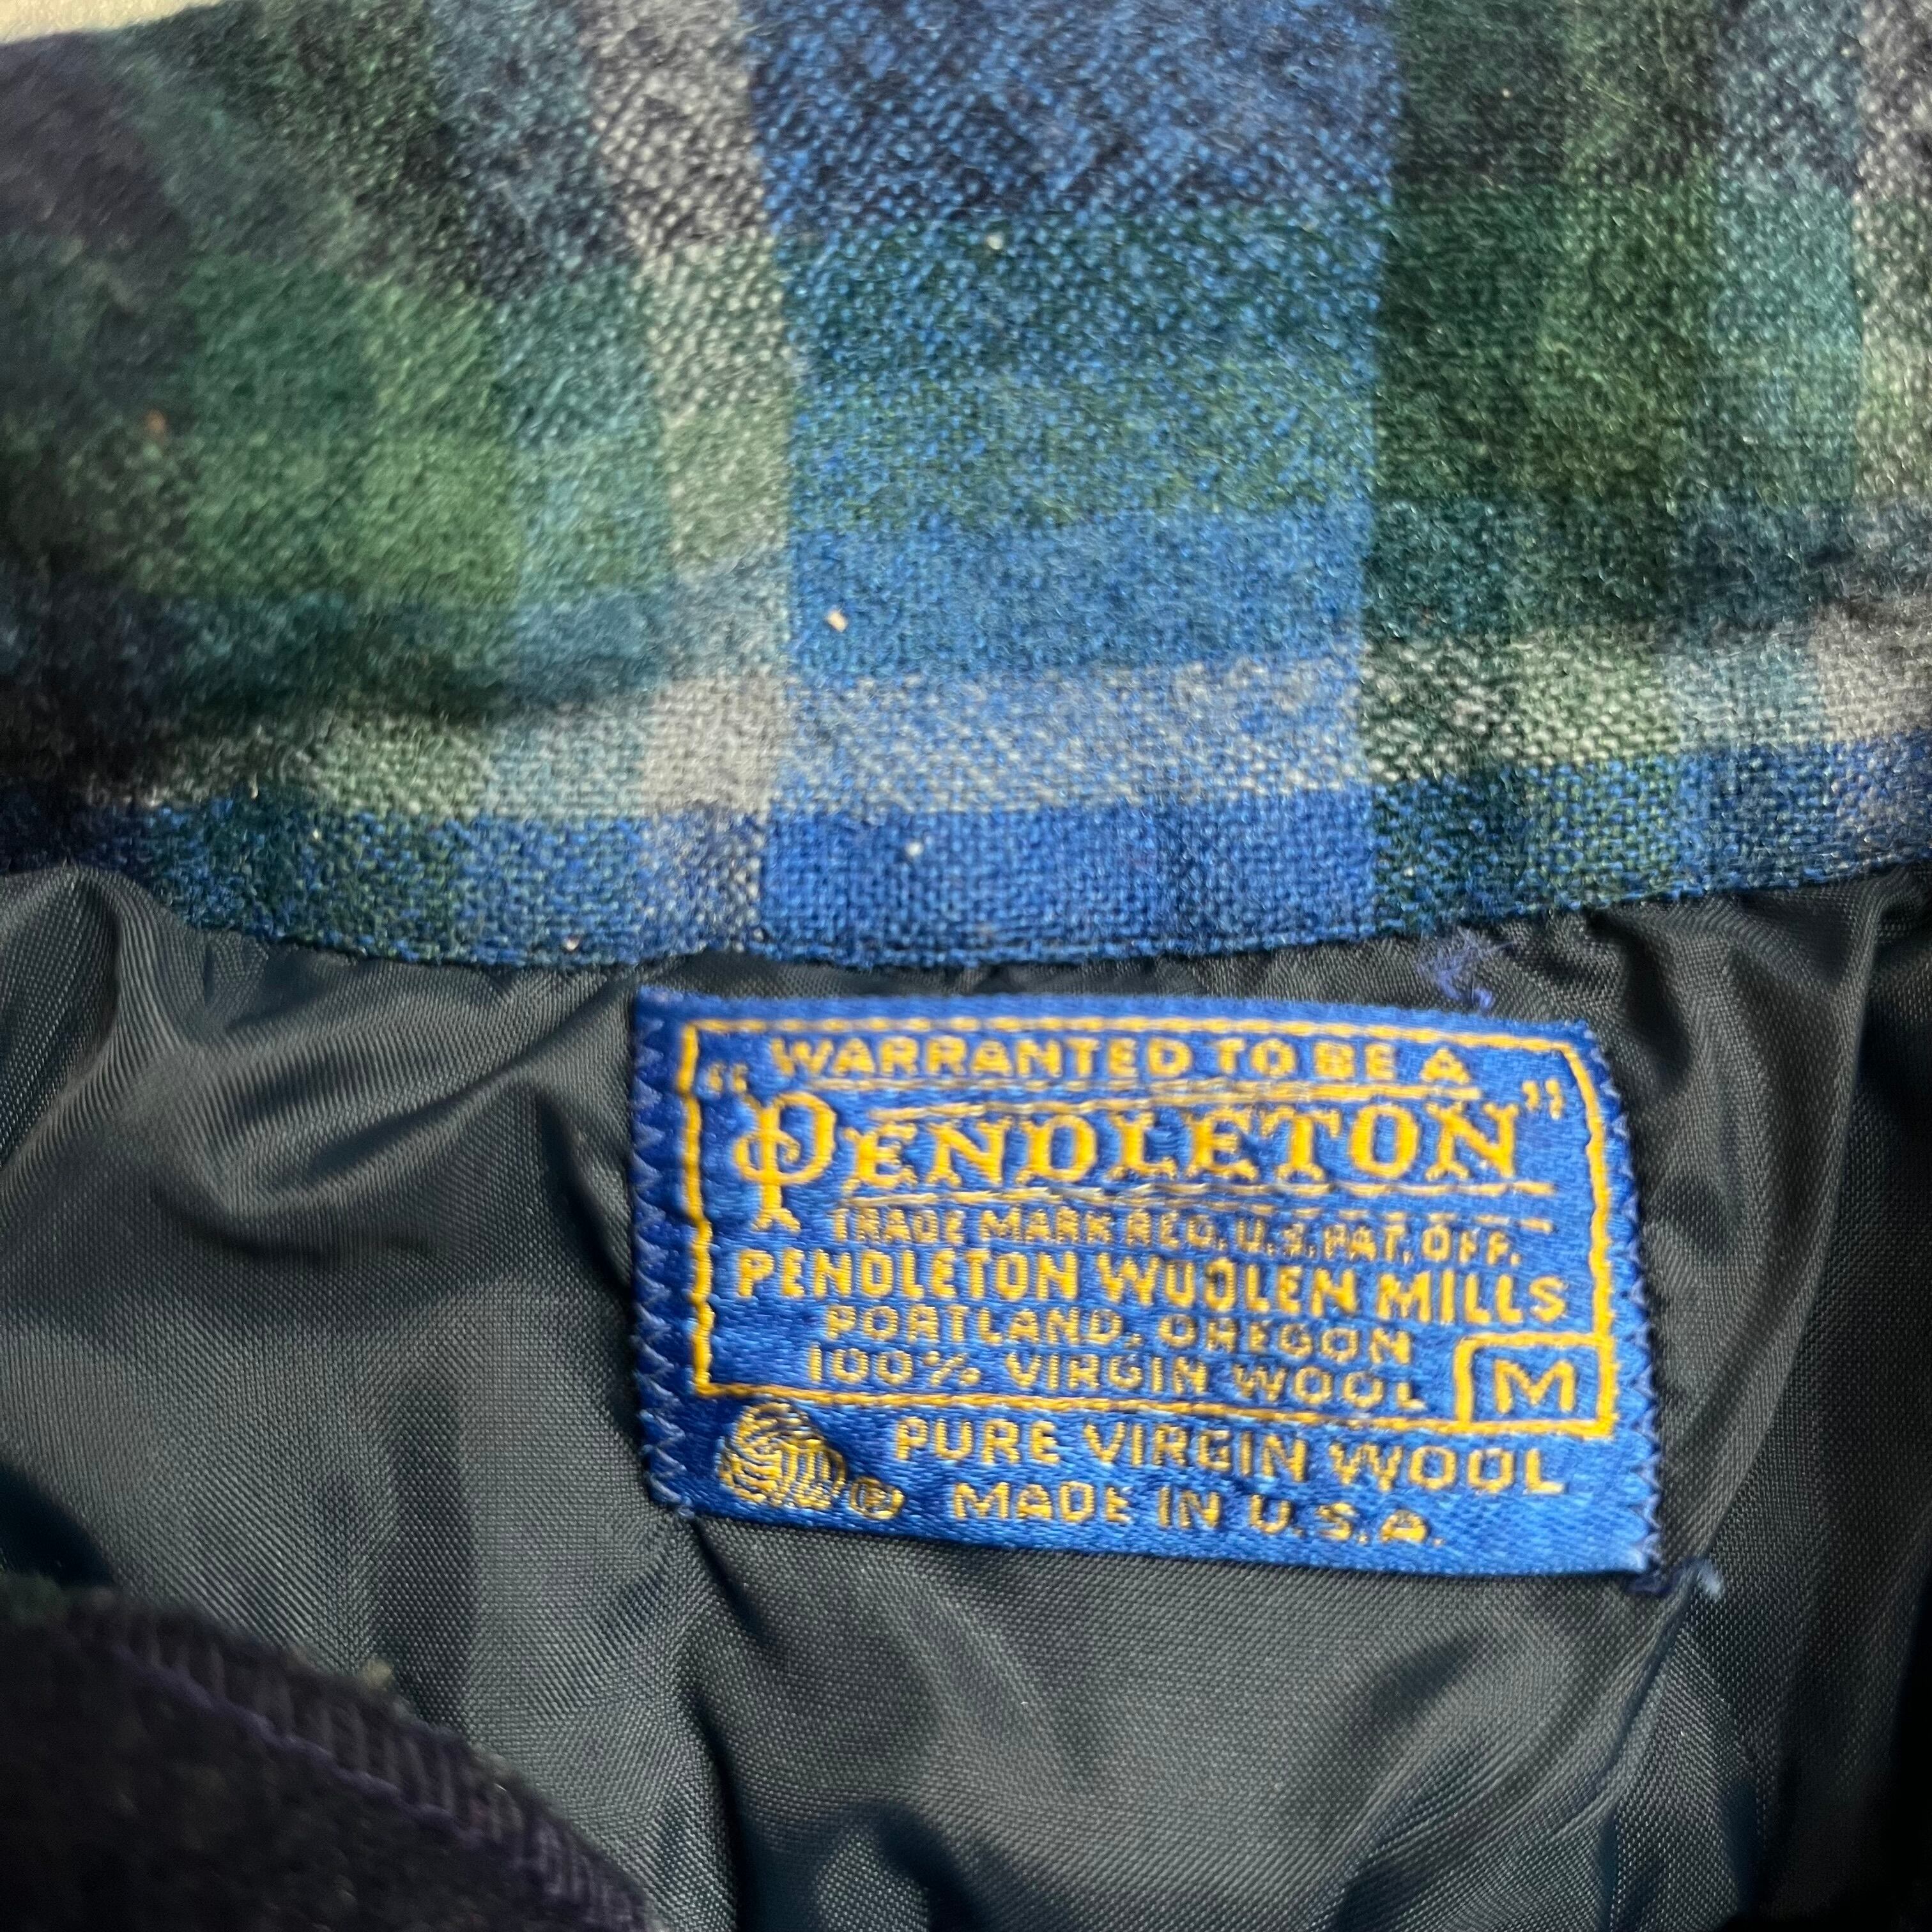 "WARRANTED TO BE A
PENDLETON"
TRADE MARK REG. U.S. PAT. OFF.
PENDLETON WOOLEN MILLS
PORTLAND, OREGON
100% VIRGIN WOOL M
PURE VIRGIN WOOL
® MADE IN U.S.A.